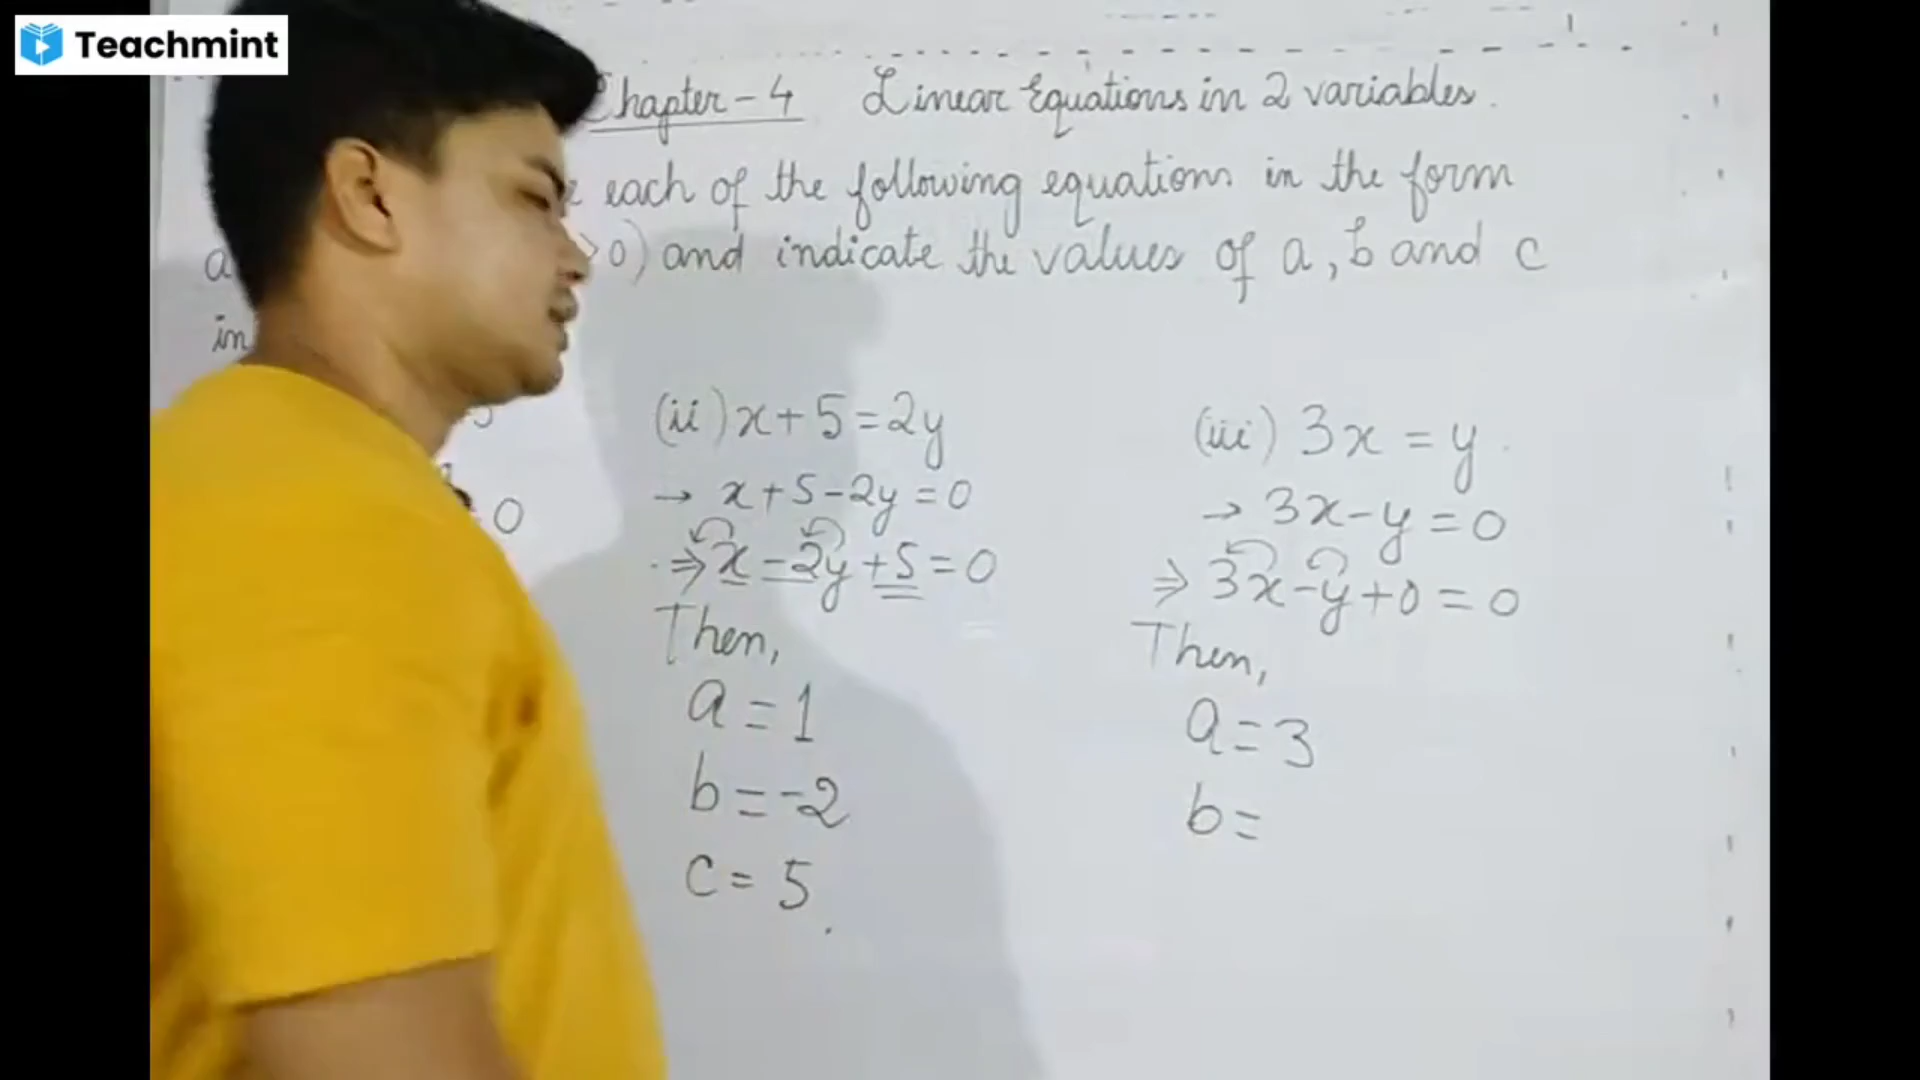 Teachmint
Chapter-4 Linear Equations in 2 variables.
each of the following equations in the form
a 0) and indicate the values of a, b and c
in
(ii) x+5=2y
→ x+5-2y=0
⇒ x-2y+5=0
Then,
a=1
b=-2
c=5.
0
(iii) 3x=y.
→ 3x-y=0
⇒ 3x-y+0=0
Then,
a=3
b=